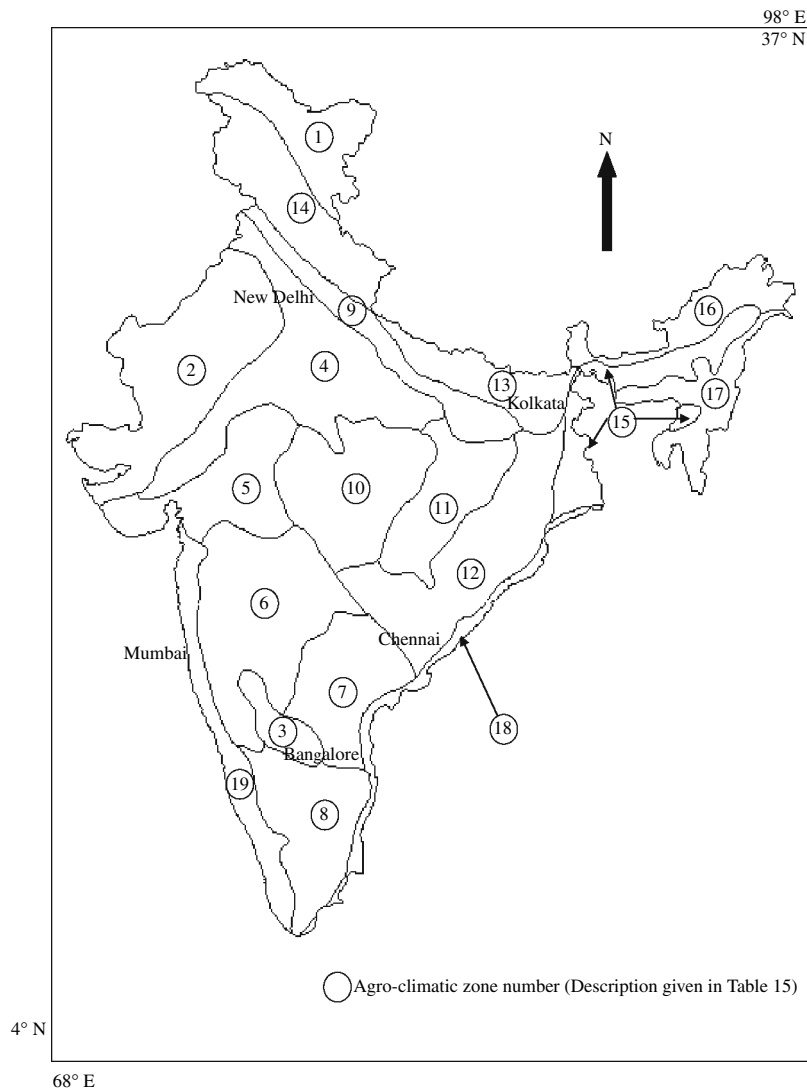 98° E
37° N
N
1
14
New Delhi
9
16
2
4
13
17
Kolkata
15
5
10
11
12
6
Chennai
Mumbai
7
18
3
Bangalore
19
8
Agro-climatic zone number (Description given in Table 15)
4° N
68° E